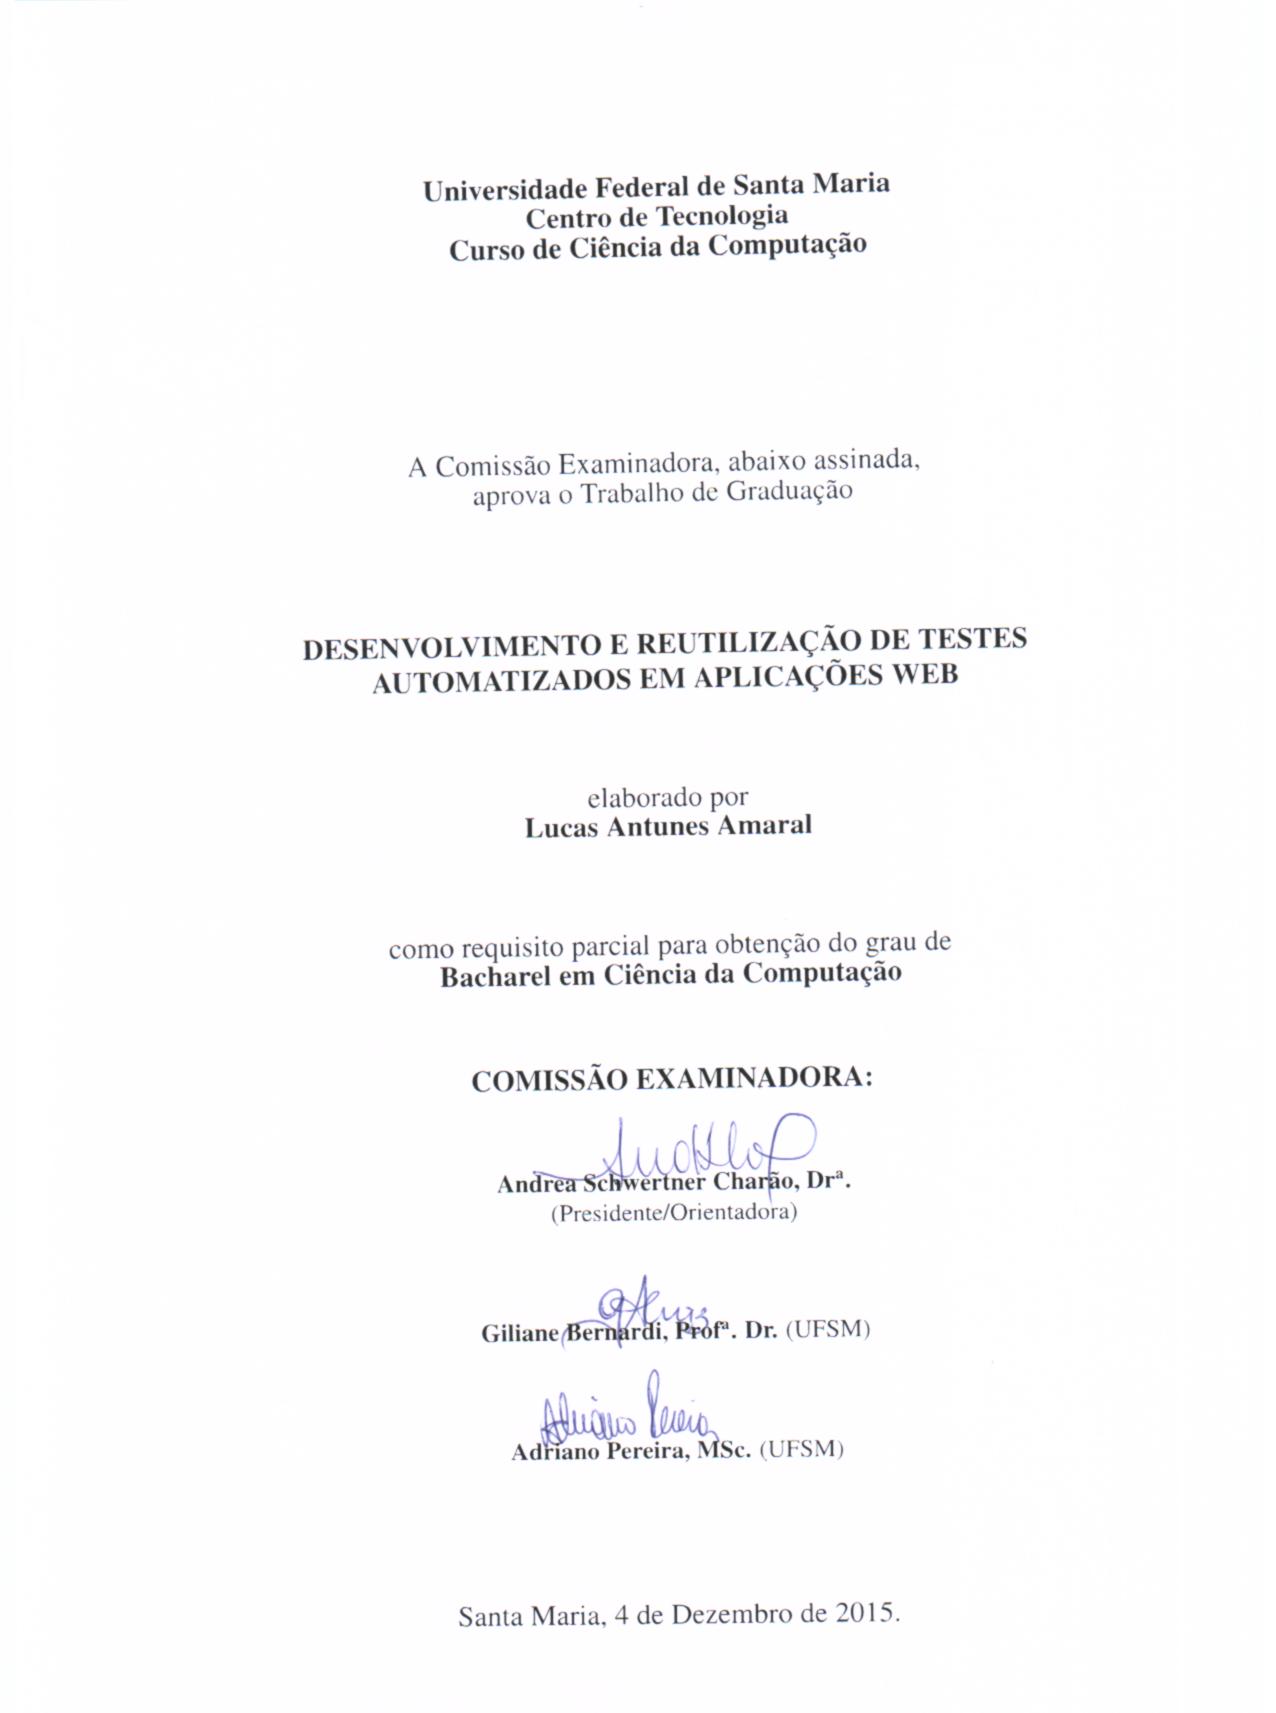 Universidade Federal de Santa Maria
Centro de Tecnologia
Curso de Ciência da Computação
A Comissão Examinadora, abaixo assinada,
aprova o Trabalho de Graduação
DESENVOLVIMENTO E REUTILIZAÇÃO DE TESTES
AUTOMATIZADOS EM APLICAÇÕES WEB
elaborado por
Lucas Antunes Amaral
como requisito parcial para obtenção do grau de
Bacharel em Ciência da Computação
COMISSÃO EXAMINADORA:
Andrea Schwertner Charão, Drª.
(Presidente/Orientadora)
Giliane Bernardi, Profª. Dr. (UFSM)
Adriano Pereira
Adriano Pereira, MSc. (UFSM)
Santa Maria, 4 de Dezembro de 2015.